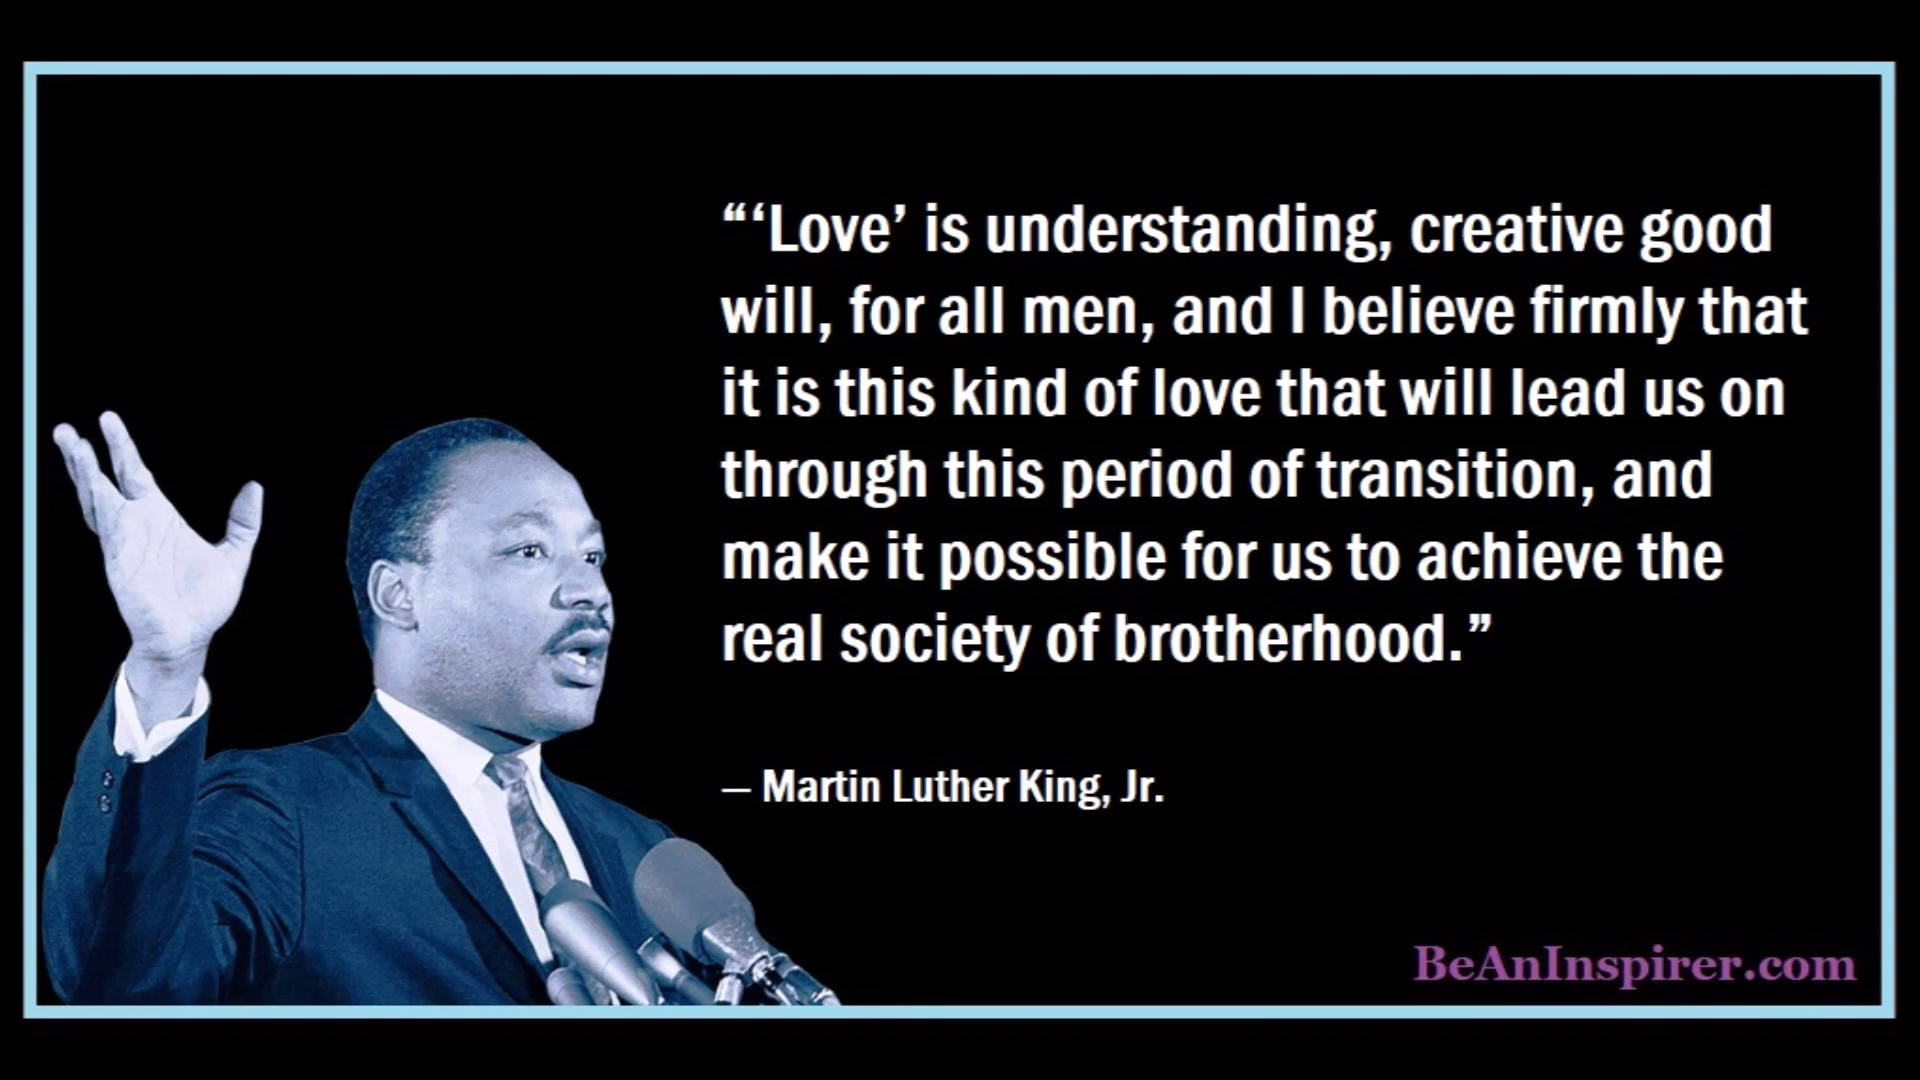 “‘Love’ is understanding, creative good
will, for all men, and I believe firmly that
it is this kind of love that will lead us on
through this period of transition, and
make it possible for us to achieve the
real society of brotherhood.”
— Martin Luther King, Jr.
BeAnInspirer.com